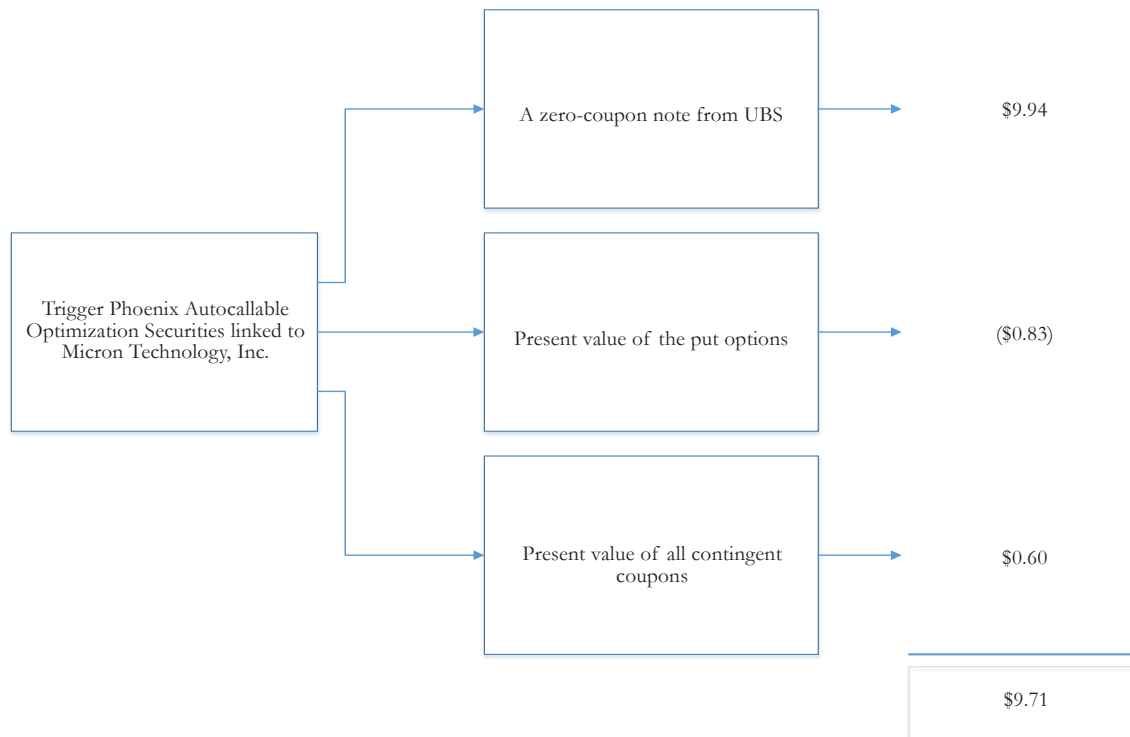 A zero-coupon note from UBS
$9.94
Trigger Phoenix Autocallable
Optimization Securities linked to
Micron Technology, Inc.
Present value of the put options
($0.83)
Present value of all contingent
coupons
$0.60
$9.71